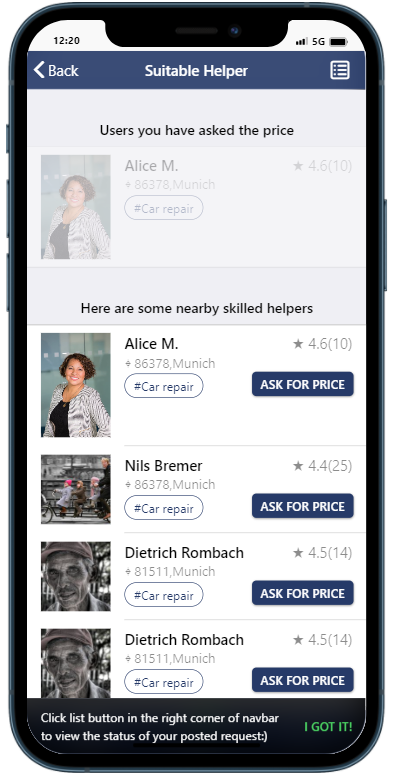 12:20
5G
Back
Suitable Helper
Users you have asked the price
Alice M.
★ 4.6(10)
86378,Munich
#Car repair
Here are some nearby skilled helpers
Alice M.
★ 4.6(10)
86378,Munich
#Car repair
ASK FOR PRICE
Nils Bremer
★ 4.4(25)
86378,Munich
#Car repair
ASK FOR PRICE
Dietrich Rombach
★ 4.5(14)
81511,Munich
#Car repair
ASK FOR PRICE
Dietrich Rombach
★ 4.5(14)
81511,Munich
#Car repair
ASK FOR PRICE
Click list button in the right corner of navbar
to view the status of your posted request:)
I GOT IT!